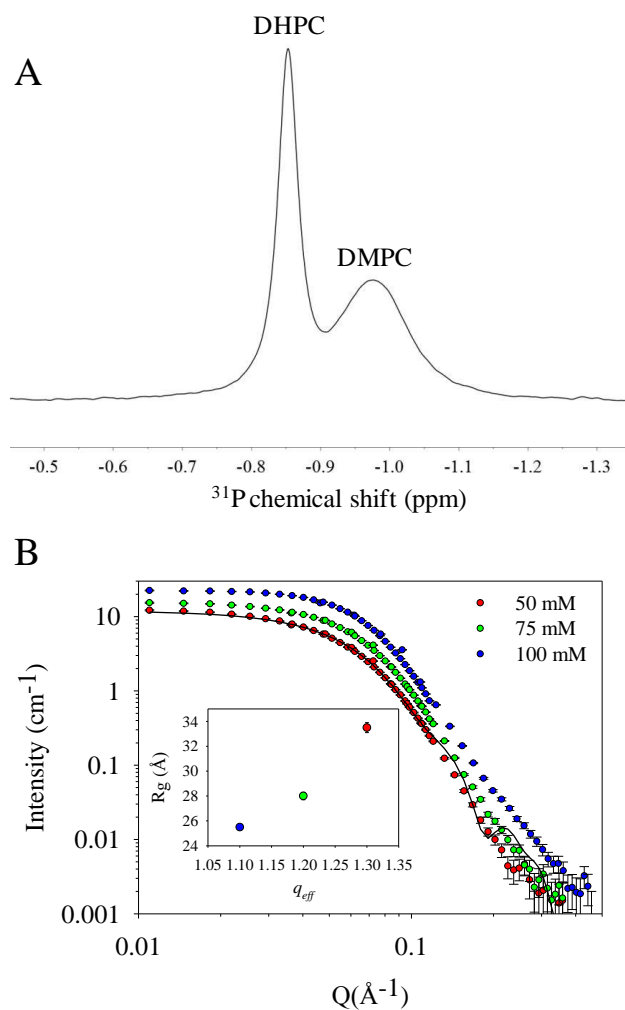 A
DHPC
DMPC
-0.5 -0.6 -0.7 -0.8 -0.9 -1.0 -1.1 -1.2 -1.3
³¹P chemical shift (ppm)
B
50 mM
75 mM
100 mM
10
1
0.1
0.01
0.001
Intensity (cm⁻¹)
34
32
30
28
26
24
Rg (Å)
1.05 1.10 1.15 1.20 1.25 1.30 1.35
qeff
0.01 0.1
Q(Å⁻¹)